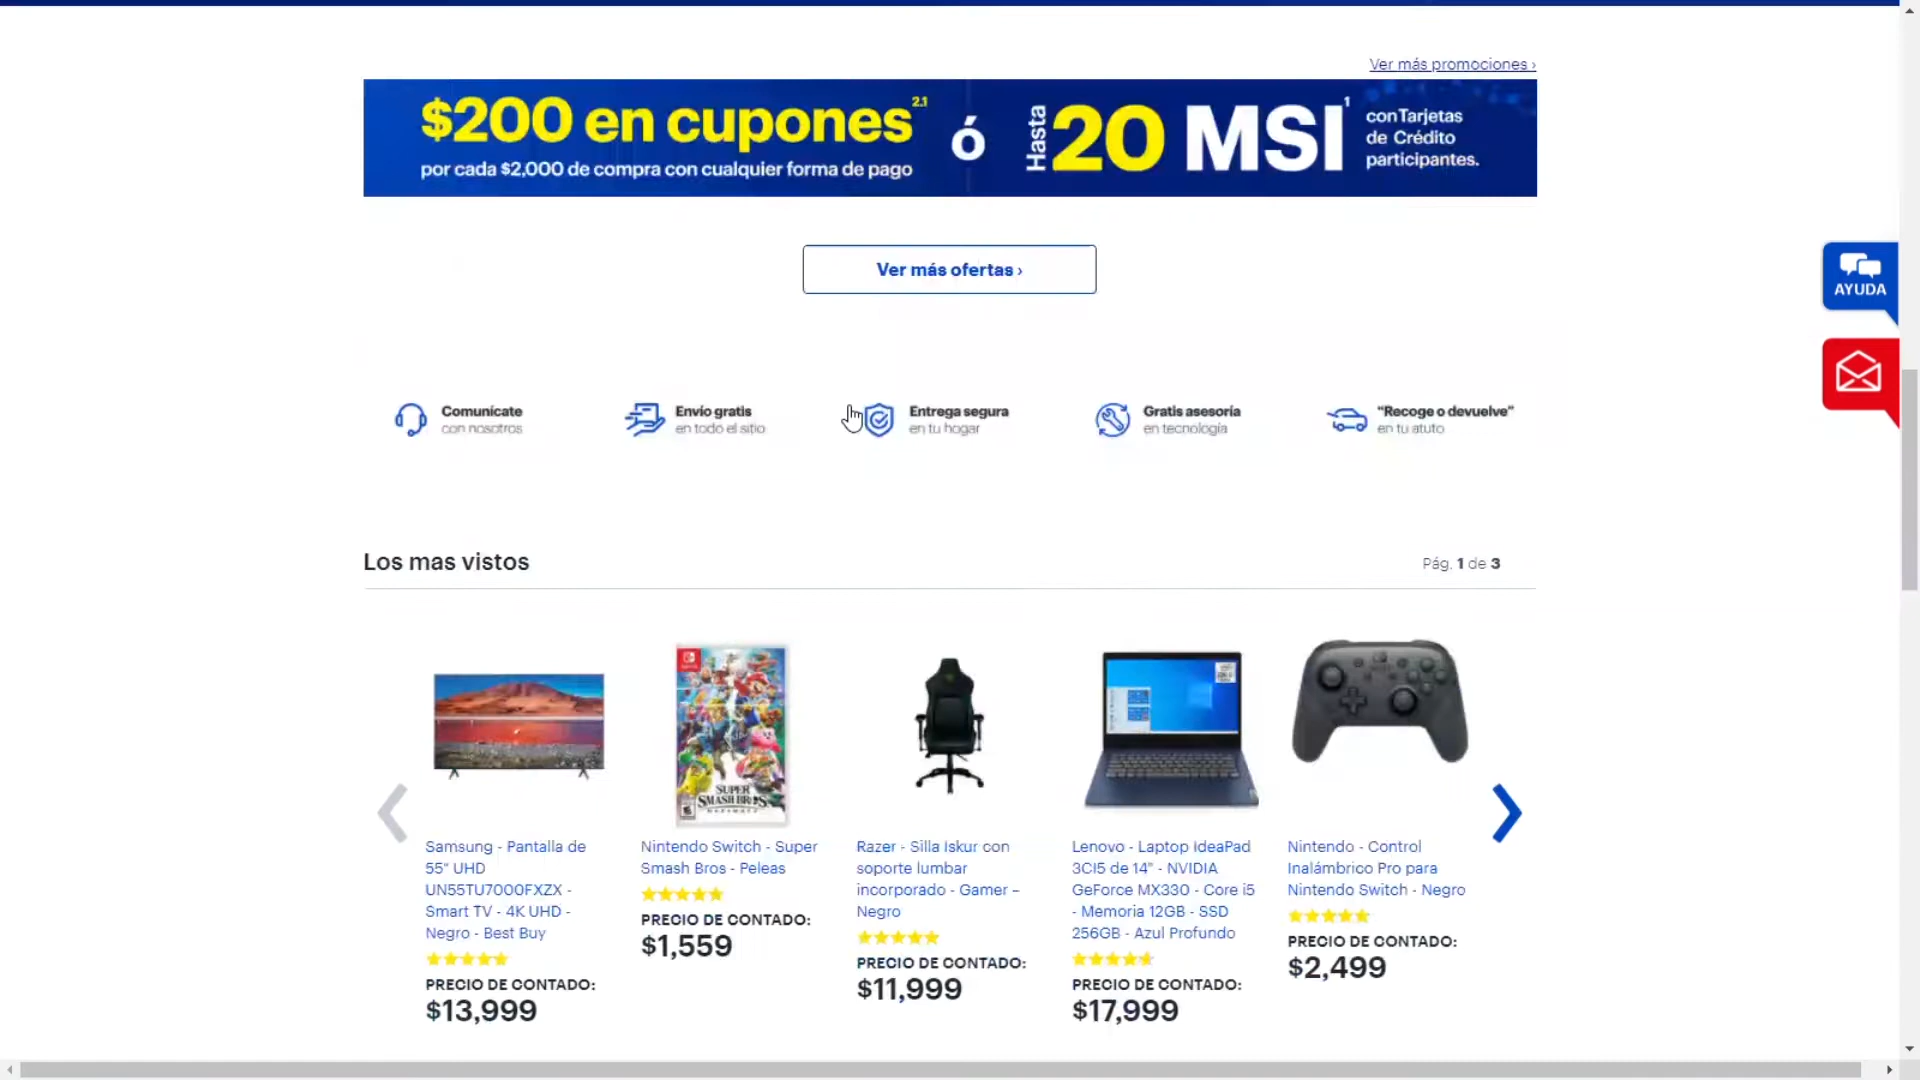 Ver más promociones ›
$200 en cupones 2.1
por cada $2,000 de compra con cualquier forma de pago
ó
Hasta 20 MSI 1
con Tarjetas
de Crédito
participantes.
Ver más ofertas ›
AYUDA
Comunícate
con nosotros
Envío gratis
en todo el sitio
Entrega segura
en tu hogar
Gratis asesoría
en tecnología
"Recoge o devuelve"
en tu atuto
Los mas vistos
Pág. 1 de 3
SUPER
SMASH BROS.
ULTIMATE
Samsung - Pantalla de
55" UHD
UN55TU7000FXZX -
Smart TV - 4K UHD -
Negro - Best Buy
PRECIO DE CONTADO:
$13,999
Nintendo Switch - Super
Smash Bros - Peleas
PRECIO DE CONTADO:
$1,559
Razer - Silla Iskur con
soporte lumbar
incorporado - Gamer –
Negro
PRECIO DE CONTADO:
$11,999
Lenovo - Laptop IdeaPad
3CI5 de 14" - NVIDIA
GeForce MX330 - Core i5
- Memoria 12GB - SSD
256GB - Azul Profundo
PRECIO DE CONTADO:
$17,999
Nintendo - Control
Inalámbrico Pro para
Nintendo Switch - Negro
PRECIO DE CONTADO:
$2,499